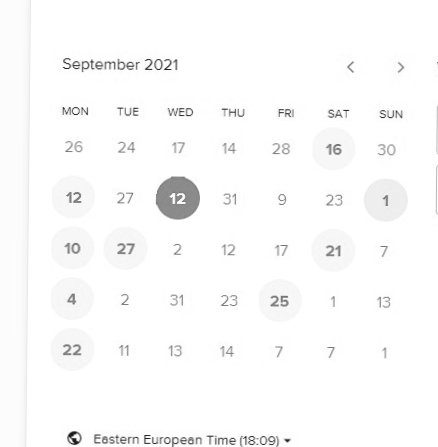 September 2021
MON TUE WED THU FRI SAT SUN
26 24 17 14 28 16 30
12 27 12 31 9 23 1
10 27 2 12 17 21 7
4 2 31 23 25 1 13
22 11 13 14 7 7 1
Eastern European Time (18:09)